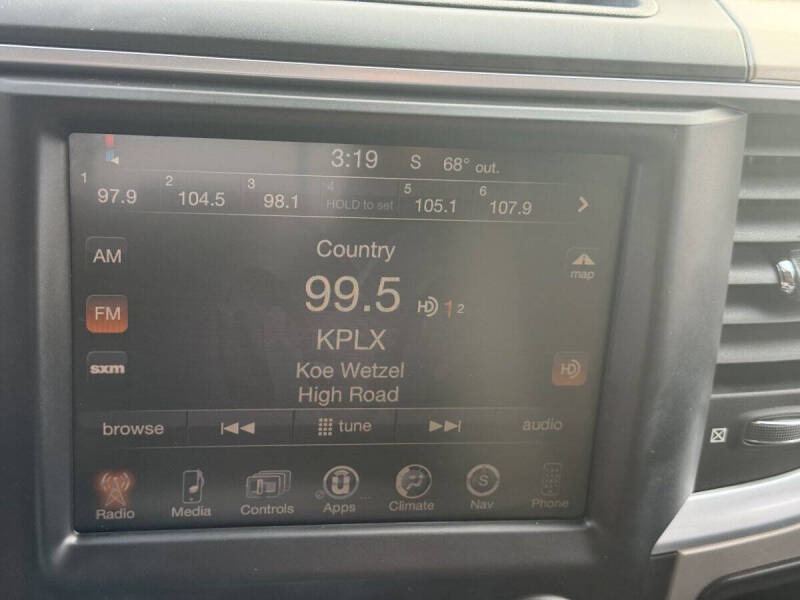 3:19 S 68° out.
1 97.9 2 104.5 3 98.1 4 HOLD to set 5 105.1 6 107.9
Country
AM
map
99.5 HD 1 2
FM
KPLX
Koe Wetzel
sxm HD
High Road
browse tune audio
Radio Media Controls Apps ... Climate S Nav Phone